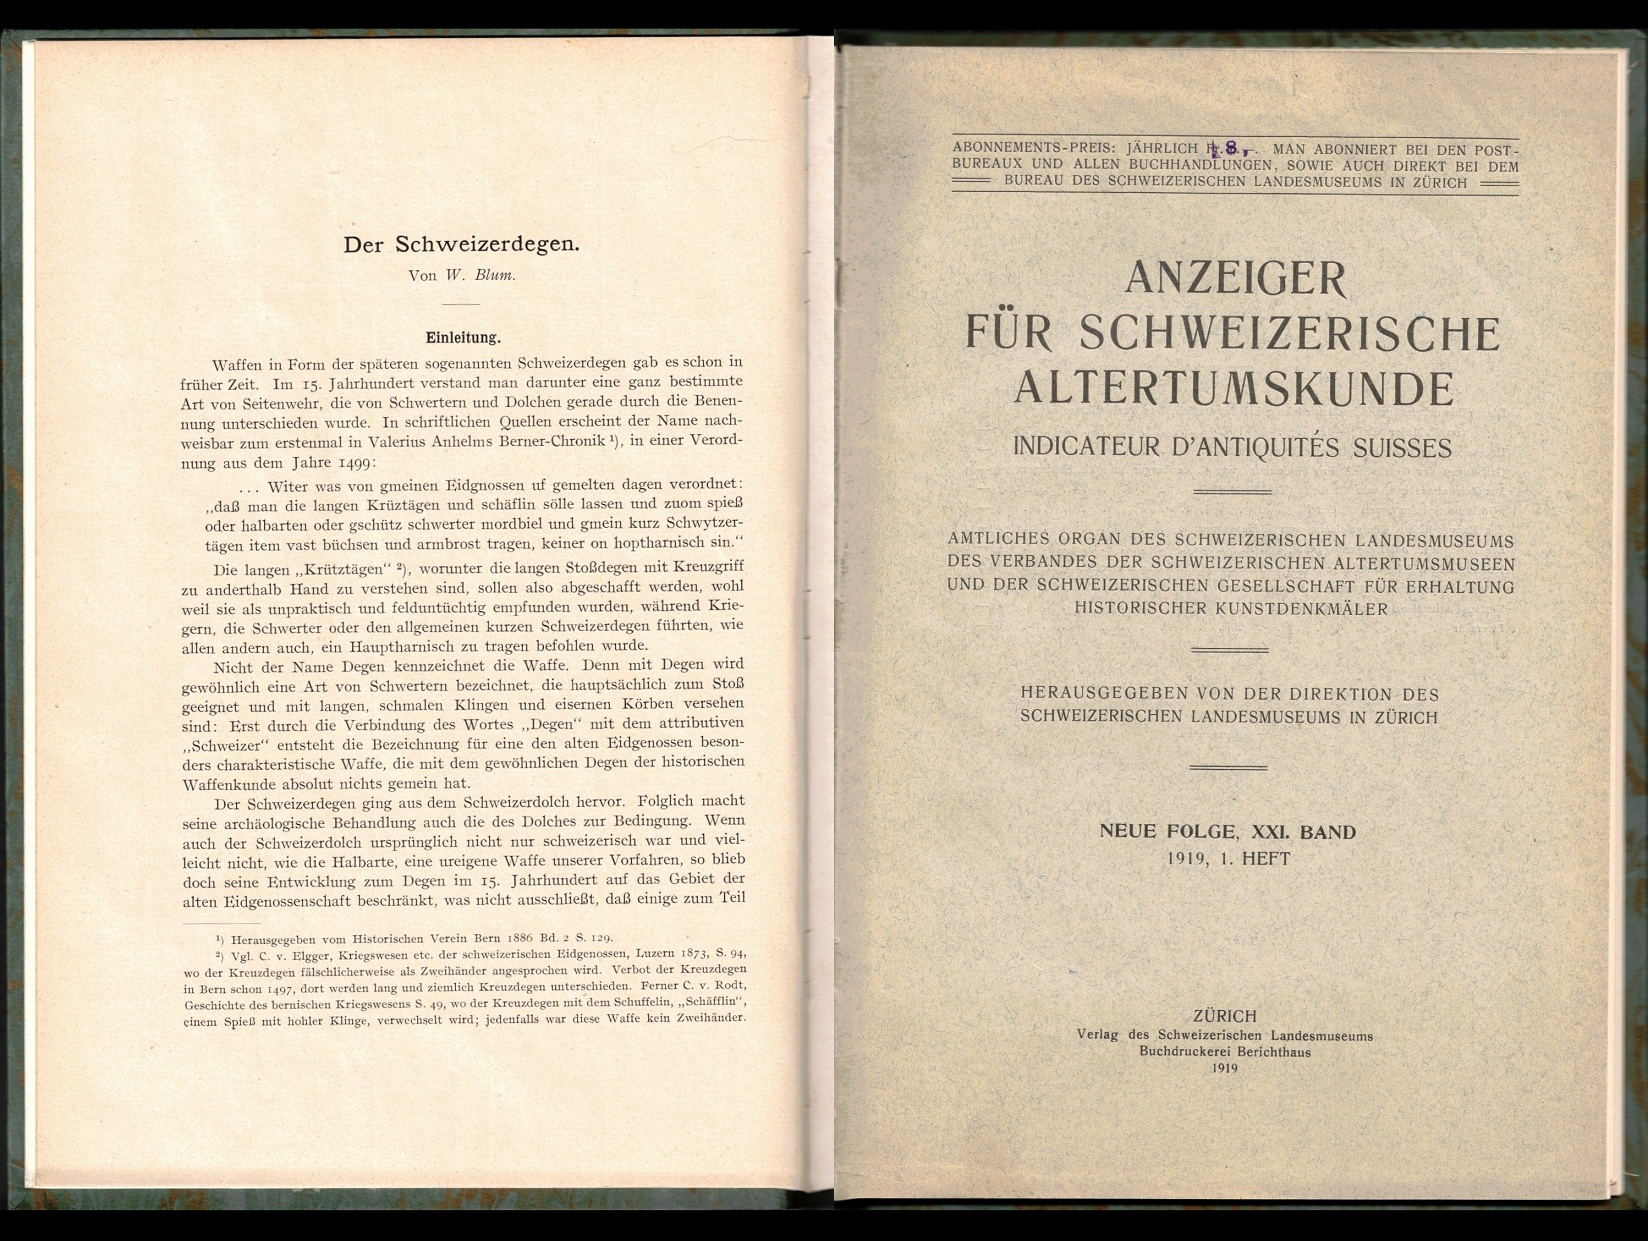 Der Schweizerdegen.
Von W. Blum.
Einleitung.
Waffen in Form der späteren sogenannten Schweizerdegen gab es schon in
früher Zeit. Im 15. Jahrhundert verstand man darunter eine ganz bestimmte
Art von Seitenwehr, die von Schwertern und Dolchen gerade durch die Benen-
nung unterschieden wurde. In schriftlichen Quellen erscheint der Name nach-
weisbar zum erstenmal in Valerius Anhelms Berner-Chronik ¹), in einer Verord-
nung aus dem Jahre 1499:
... Witer was von gmeinen Eidgnossen uf gemelten dagen verordnet:
„daß man die langen Krüztägen und schäflin sölle lassen und zuom spieß
oder halbarten oder gschütz schwerter mordbiel und gmein kurz Schwytzer-
tägen item vast büchsen und armbrost tragen, keiner on hoptharnisch sin.“
Die langen „Krütztägen“ ²), worunter die langen Stoßdegen mit Kreuzgriff
zu anderthalb Hand zu verstehen sind, sollen also abgeschafft werden, wohl
weil sie als unpraktisch und felduntüchtig empfunden wurden, während Krie-
gern, die Schwerter oder den allgemeinen kurzen Schweizerdegen führten, wie
allen andern auch, ein Hauptharnisch zu tragen befohlen wurde.
Nicht der Name Degen kennzeichnet die Waffe. Denn mit Degen wird
gewöhnlich eine Art von Schwertern bezeichnet, die hauptsächlich zum Stoß
geeignet und mit langen, schmalen Klingen und eisernen Körben versehen
sind: Erst durch die Verbindung des Wortes „Degen“ mit dem attributiven
„Schweizer“ entsteht die Bezeichnung für eine den alten Eidgenossen beson-
ders charakteristische Waffe, die mit dem gewöhnlichen Degen der historischen
Waffenkunde absolut nichts gemein hat.
Der Schweizerdegen ging aus dem Schweizerdolch hervor. Folglich macht
seine archäologische Behandlung auch die des Dolches zur Bedingung. Wenn
auch der Schweizerdolch ursprünglich nicht nur schweizerisch war und viel-
leicht nicht, wie die Halbarte, eine ureigene Waffe unserer Vorfahren, so blieb
doch seine Entwicklung zum Degen im 15. Jahrhundert auf das Gebiet der
alten Eidgenossenschaft beschränkt, was nicht ausschließt, daß einige zum Teil
¹) Herausgegeben vom Historischen Verein Bern 1886 Bd. 2 S. 129.
²) Vgl. C. v. Elgger, Kriegswesen etc. der schweizerischen Eidgenossen, Luzern 1873, S. 94,
wo der Kreuzdegen fälschlicherweise als Zweihänder angesprochen wird. Verbot der Kreuzdegen
in Bern schon 1497, dort werden lang und ziemlich Kreuzdegen unterschieden. Ferner C. v. Rodt,
Geschichte des bernischen Kriegswesens S. 49, wo der Kreuzdegen mit dem Schuffelin, „Schäfflin“,
einem Spieß mit hohler Klinge, verwechselt wird; jedenfalls war diese Waffe kein Zweihänder.
ABONNEMENTS-PREIS: JÄHRLICH 8.-. MAN ABONNIERT BEI DEN POST-
BUREAUX UND ALLEN BUCHHANDLUNGEN, SOWIE AUCH DIREKT BEI DEM
BUREAU DES SCHWEIZERISCHEN LANDESMUSEUMS IN ZÜRICH
ANZEIGER
FÜR SCHWEIZERISCHE
ALTERTUMSKUNDE
INDICATEUR D'ANTIQUITÉS SUISSES
AMTLICHES ORGAN DES SCHWEIZERISCHEN LANDESMUSEUMS
DES VERBANDES DER SCHWEIZERISCHEN ALTERTUMSMUSEEN
UND DER SCHWEIZERISCHEN GESELLSCHAFT FÜR ERHALTUNG
HISTORISCHER KUNSTDENKMÄLER
HERAUSGEGEBEN VON DER DIREKTION DES
SCHWEIZERISCHEN LANDESMUSEUMS IN ZÜRICH
NEUE FOLGE, XXI. BAND
1919, 1. HEFT
ZÜRICH
Verlag des Schweizerischen Landesmuseums
Buchdruckerei Berichthaus
1919